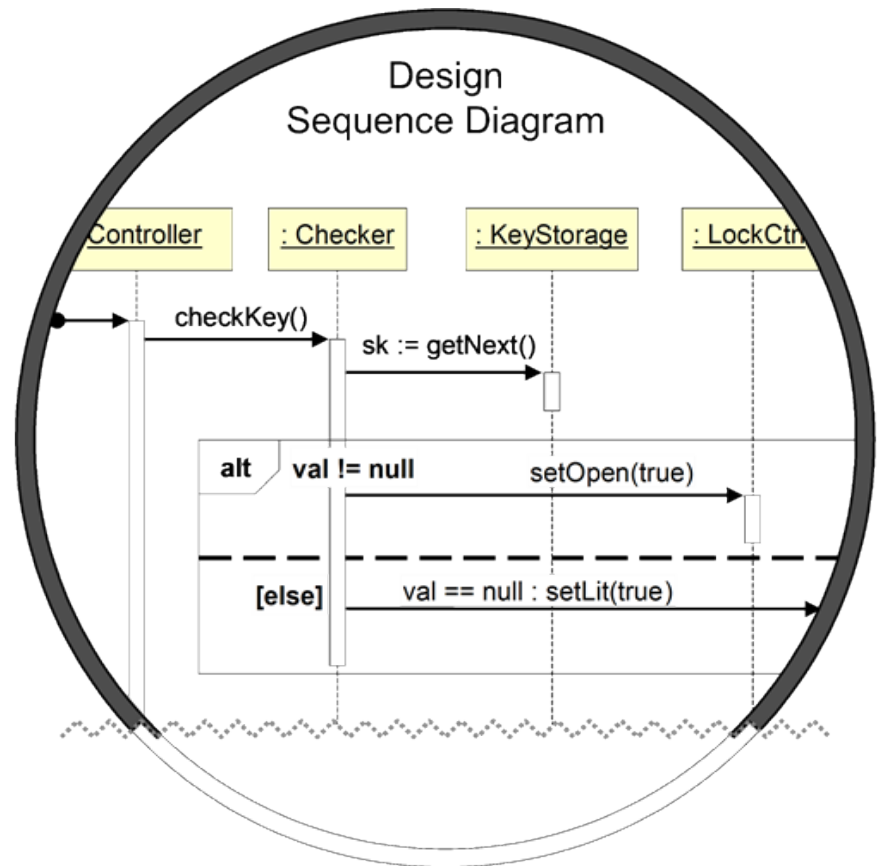 Design
Sequence Diagram
Controller
: Checker
: KeyStorage
: LockCtrl
checkKey()
sk := getNext()
alt
val != null
setOpen(true)
[else]
val == null : setLit(true)